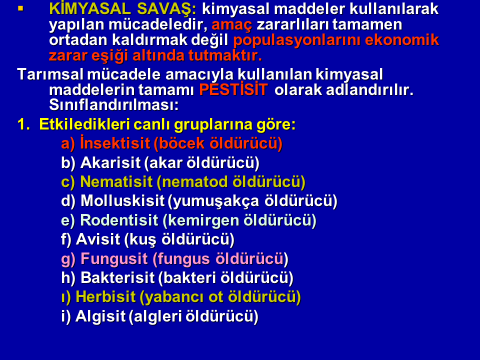 ▪ KİMYASAL SAVAŞ: kimyasal maddeler kullanılarak
yapılan mücadeledir, amaç zararlıları tamamen
ortadan kaldırmak değil populasyonlarını ekonomik
zarar eşiği altında tutmaktır.
Tarımsal mücadele amacıyla kullanılan kimyasal
maddelerin tamamı PESTİSİT olarak adlandırılır.
Sınıflandırılması:
1. Etkiledikleri canlı gruplarına göre:
a) İnsektisit (böcek öldürücü)
b) Akarisit (akar öldürücü)
c) Nematisit (nematod öldürücü)
d) Molluskisit (yumuşakça öldürücü)
e) Rodentisit (kemirgen öldürücü)
f) Avisit (kuş öldürücü)
g) Fungusit (fungus öldürücü)
h) Bakterisit (bakteri öldürücü)
ı) Herbisit (yabancı ot öldürücü)
i) Algisit (algleri öldürücü)